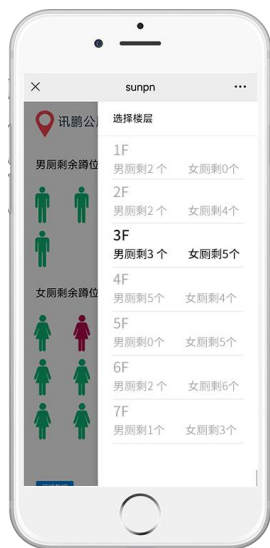 sunpn
讯鹏公
选择楼层
男厕剩余蹲位
女厕剩余蹲位
1F
男厕剩2 个 女厕剩0个
2F
男厕剩2 个 女厕剩4个
3F
男厕剩3 个 女厕剩5个
4F
男厕剩5个 女厕剩4个
5F
男厕剩0个 女厕剩5个
6F
男厕剩2 个 女厕剩6个
7F
男厕剩1个 女厕剩3个